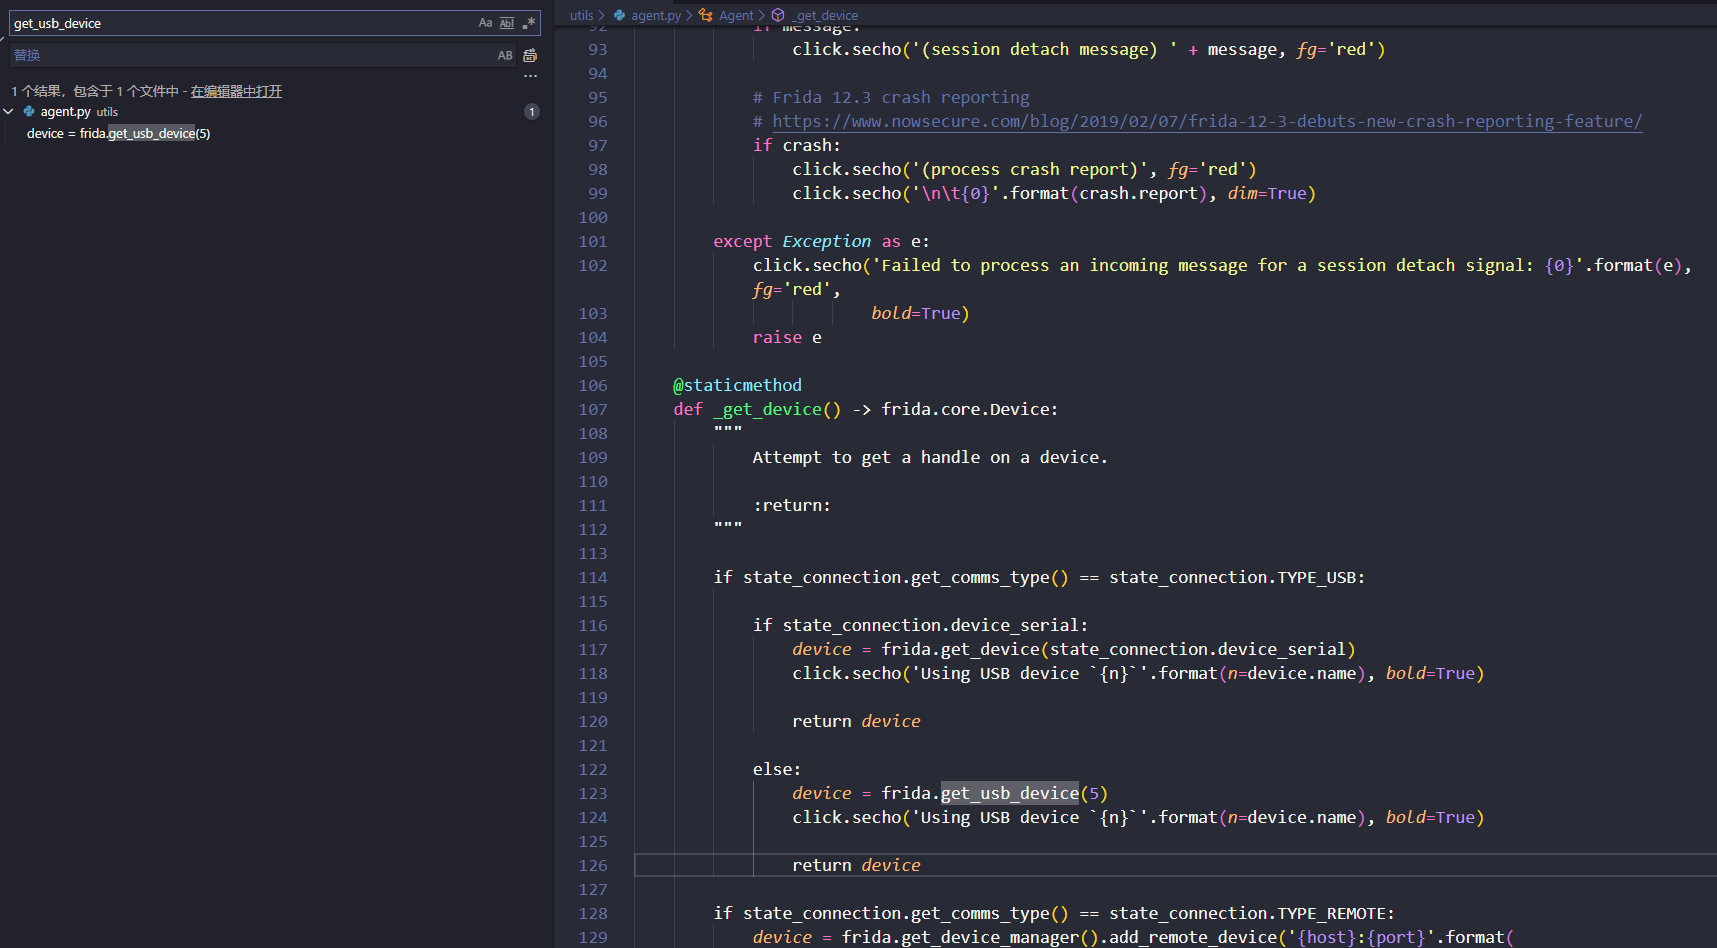 get_usb_device
Aa Abl .*
替换
AB
...
1 个结果，包含于 1 个文件中 - 在编辑器中打开
agent.py utils 1
device = frida.get_usb_device(5)
utils > agent.py > Agent > _get_device
92 if message:
93 click.secho('(session detach message) ' + message, fg='red')
94
95 # Frida 12.3 crash reporting
96 # https://www.nowsecure.com/blog/2019/02/07/frida-12-3-debuts-new-crash-reporting-feature/
97 if crash:
98 click.secho('(process crash report)', fg='red')
99 click.secho('\n\t{0}'.format(crash.report), dim=True)
100
101 except Exception as e:
102 click.secho('Failed to process an incoming message for a session detach signal: {0}'.format(e),
fg='red',
103 bold=True)
104 raise e
105
106 @staticmethod
107 def _get_device() -> frida.core.Device:
108 """
109 Attempt to get a handle on a device.
110
111 :return:
112 """
113
114 if state_connection.get_comms_type() == state_connection.TYPE_USB:
115
116 if state_connection.device_serial:
117 device = frida.get_device(state_connection.device_serial)
118 click.secho('Using USB device `{n}`'.format(n=device.name), bold=True)
119
120 return device
121
122 else:
123 device = frida.get_usb_device(5)
124 click.secho('Using USB device `{n}`'.format(n=device.name), bold=True)
125
126 return device
127
128 if state_connection.get_comms_type() == state_connection.TYPE_REMOTE:
129 device = frida.get_device_manager().add_remote_device('{host}:{port}'.format(